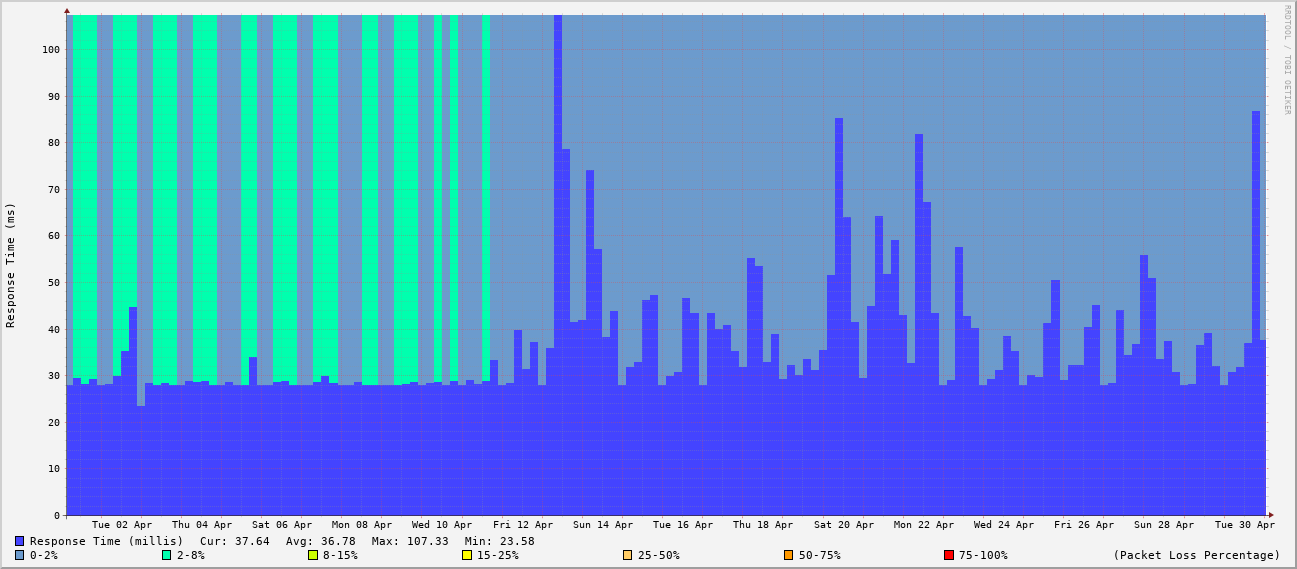 RRDTOOL / TOBI OETIKER
Response Time (ms)
100
90
80
70
60
50
40
30
20
10
0
Tue 02 Apr Thu 04 Apr Sat 06 Apr Mon 08 Apr Wed 10 Apr Fri 12 Apr Sun 14 Apr Tue 16 Apr Thu 18 Apr Sat 20 Apr Mon 22 Apr Wed 24 Apr Fri 26 Apr Sun 28 Apr Tue 30 Apr
Response Time (millis) Cur: 37.64 Avg: 36.78 Max: 107.33 Min: 23.58
0-2% 2-8% 8-15% 15-25% 25-50% 50-75% 75-100% (Packet Loss Percentage)